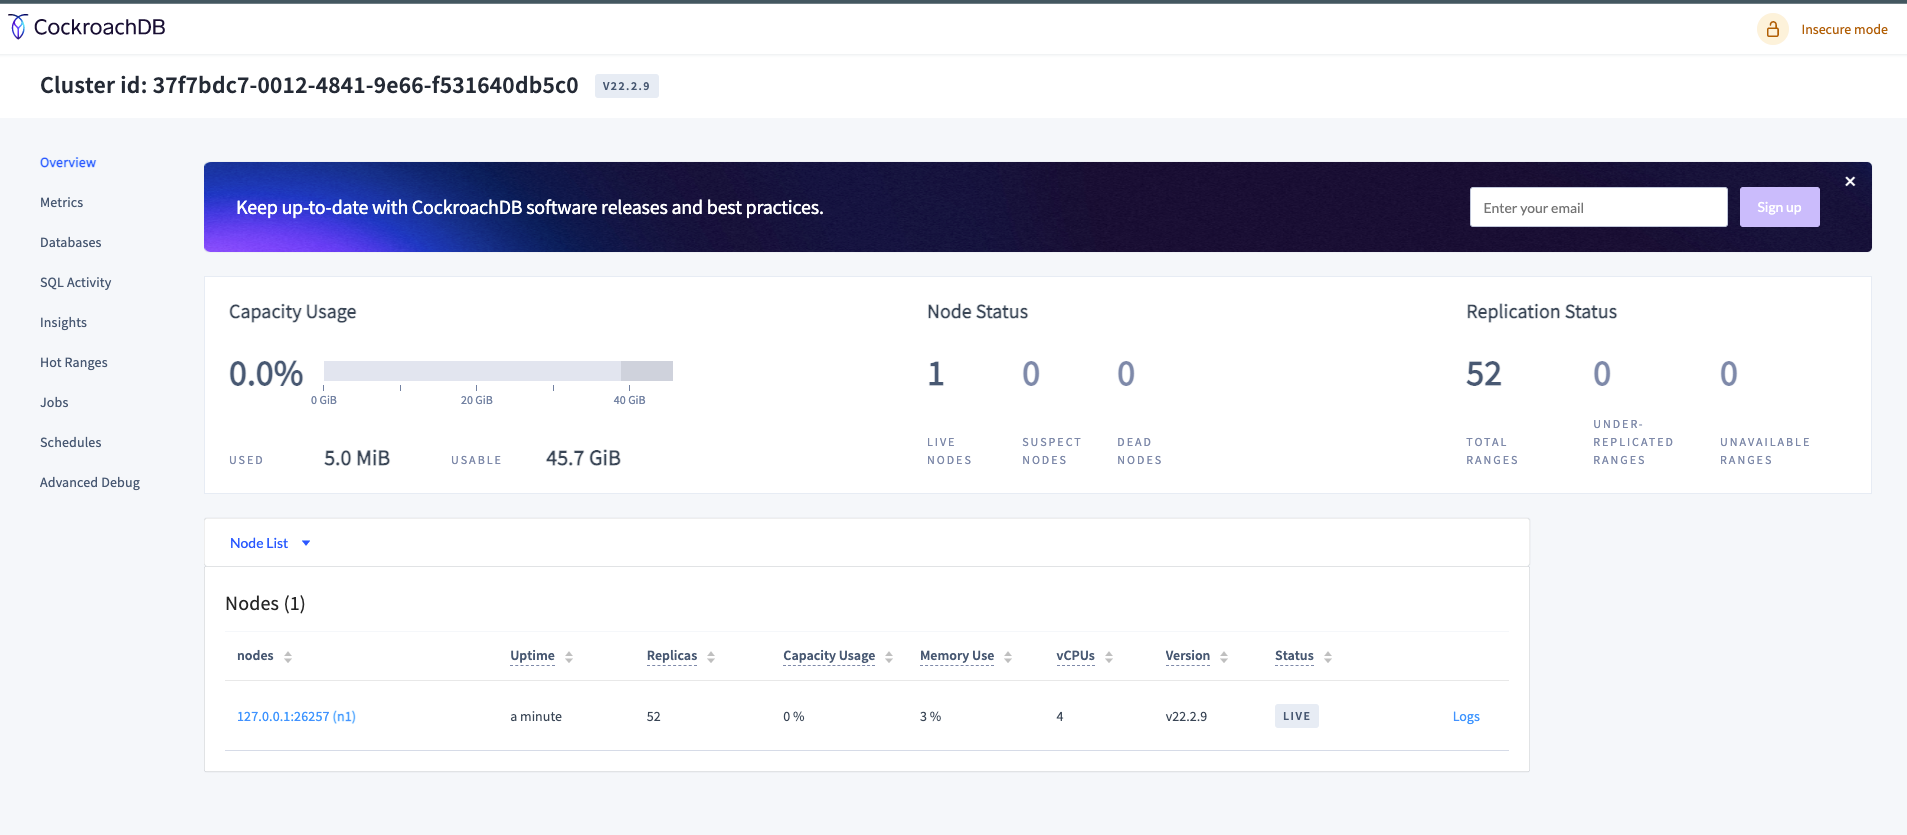 CockroachDB
Insecure mode
Cluster id: 37f7bdc7-0012-4841-9e66-f531640db5c0 V22.2.9
Overview
Metrics
Databases
SQL Activity
Insights
Hot Ranges
Jobs
Schedules
Advanced Debug
Keep up-to-date with CockroachDB software releases and best practices.
Enter your email
Sign up
Capacity Usage
0.0%
0 GiB 20 GiB 40 GiB
USED 5.0 MiB USABLE 45.7 GiB
Node Status
1 0 0
LIVE NODES
SUSPECT NODES
DEAD NODES
Replication Status
52 0 0
TOTAL RANGES
UNDER-REPLICATED RANGES
UNAVAILABLE RANGES
Node List
Nodes (1)
nodes Uptime Replicas Capacity Usage Memory Use vCPUs Version Status
127.0.0.1:26257 (n1) a minute 52 0 % 3 % 4 v22.2.9 LIVE Logs